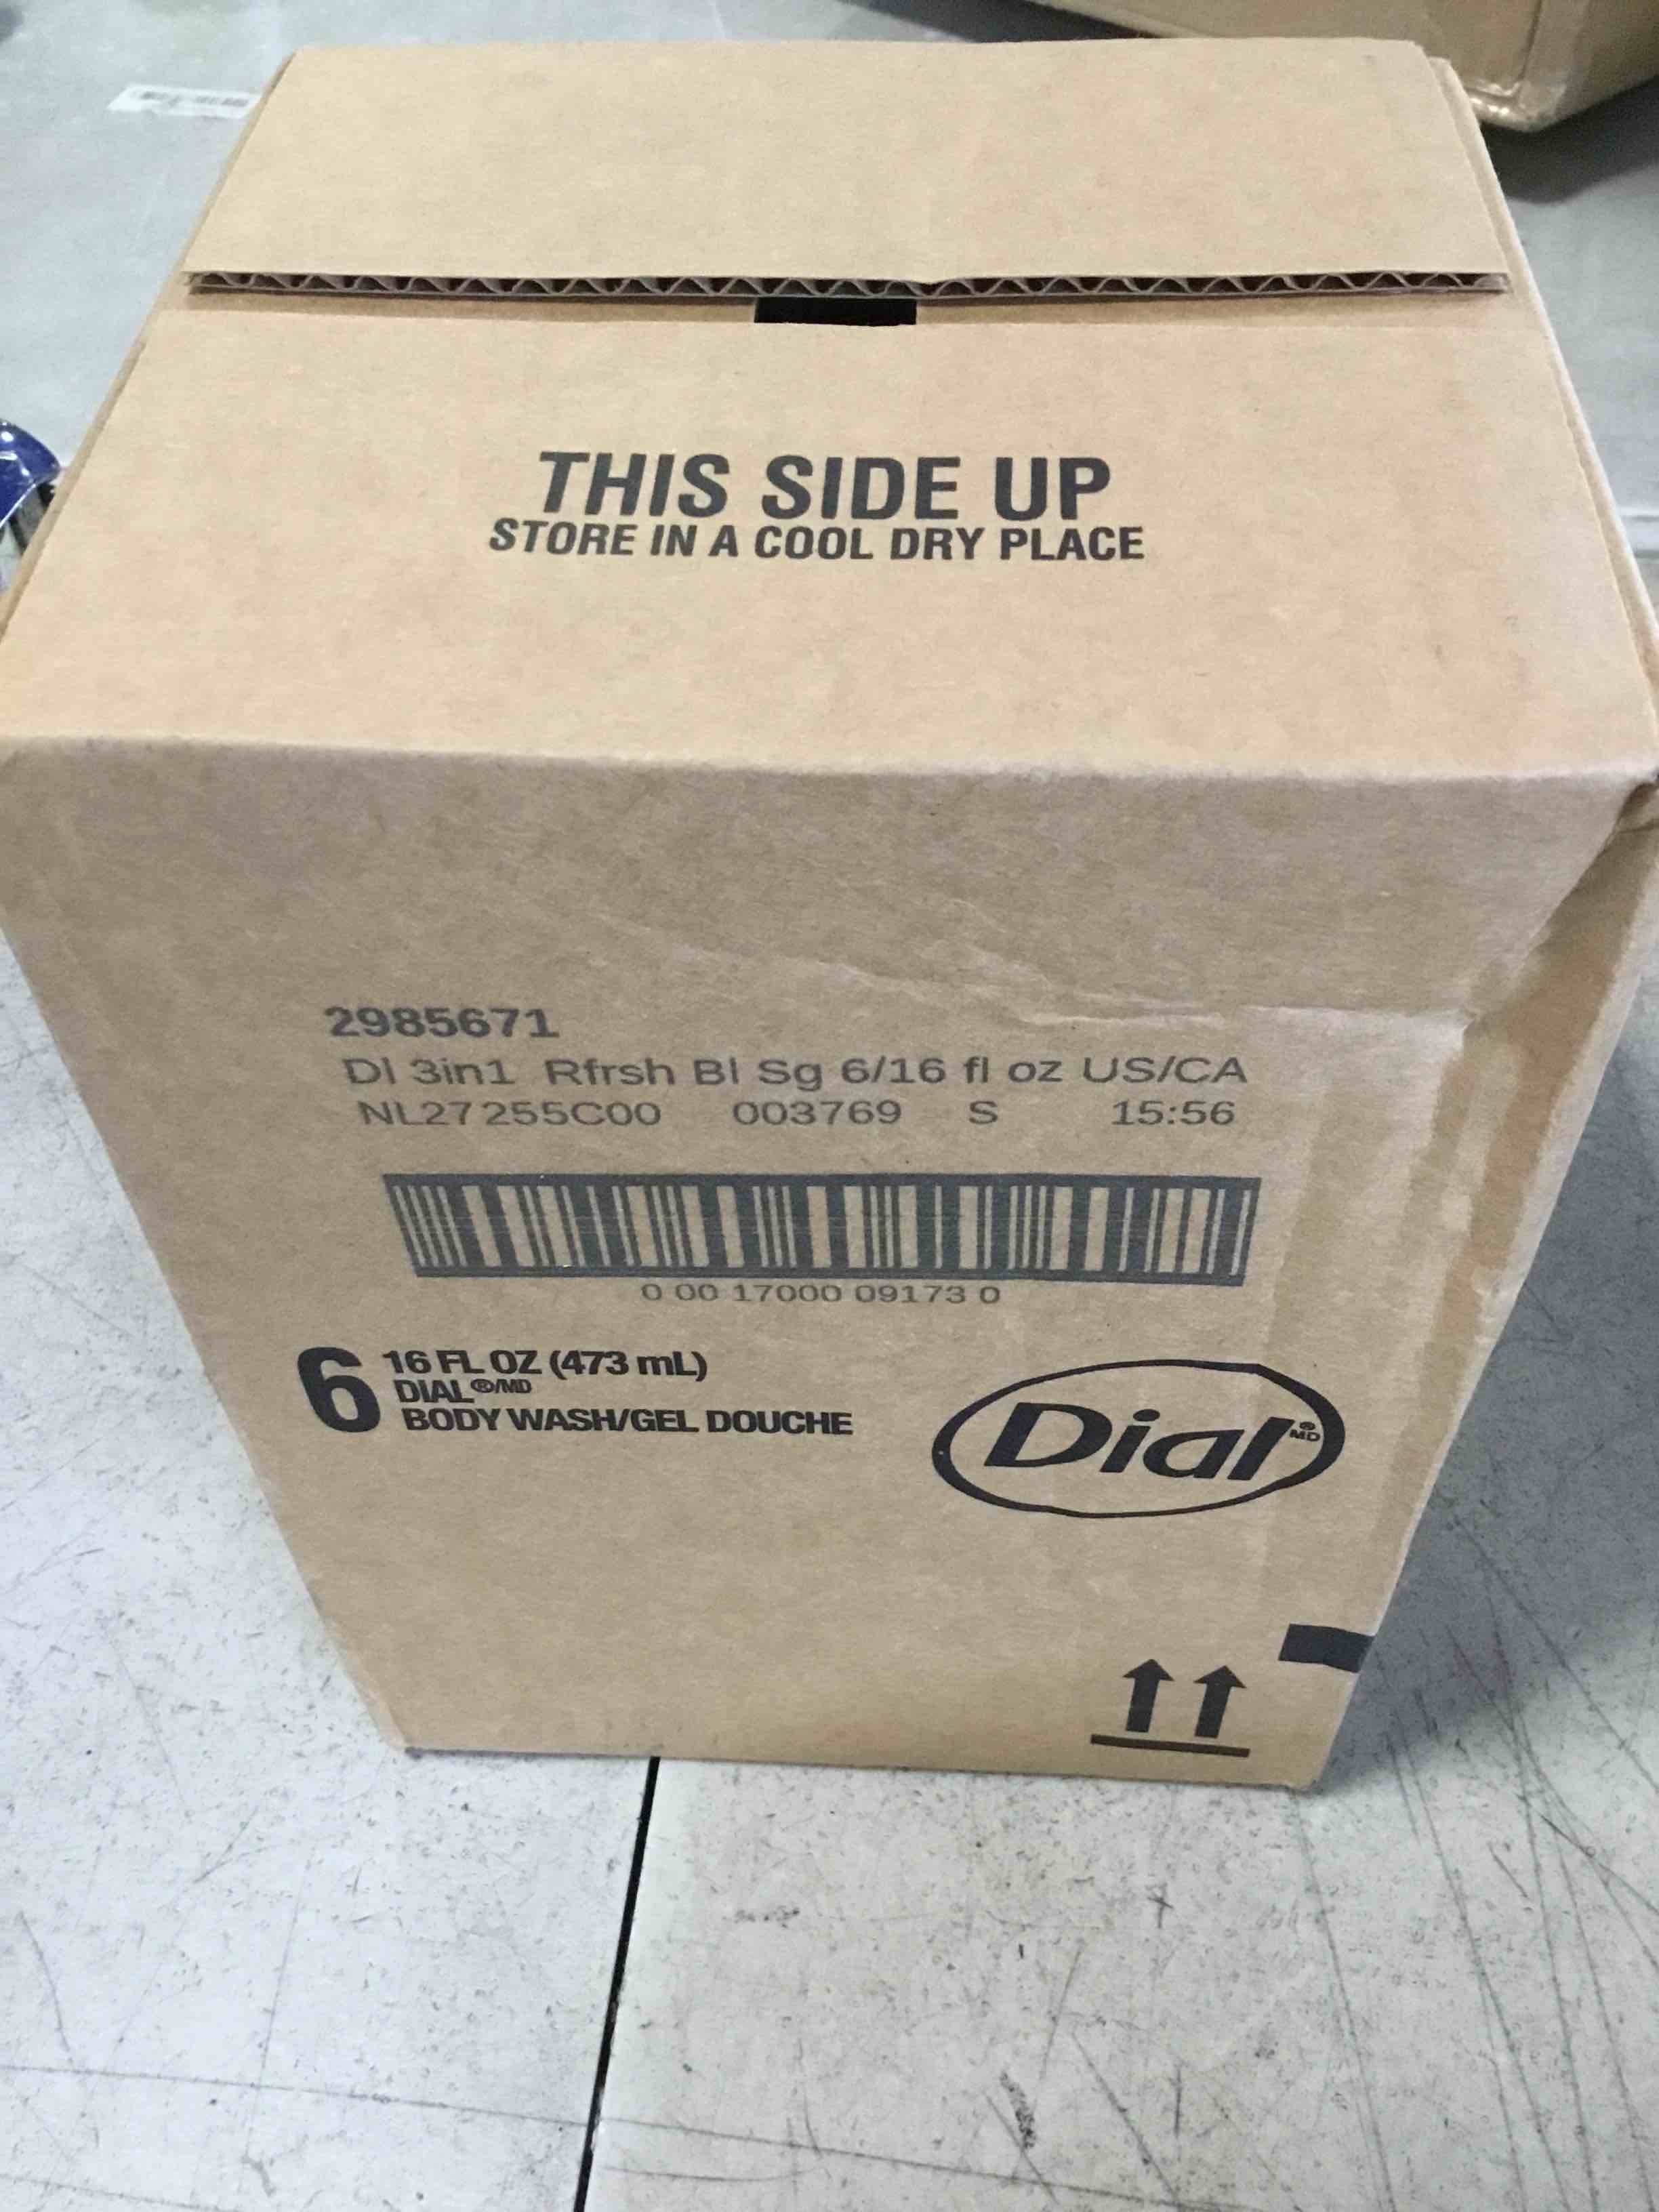 THIS SIDE UP
STORE IN A COOL DRY PLACE
2985671
Dl 3in1 Rfrsh Bl Sg 6/16 fl oz US/CA
NL27255C00 003769 S 15:56
0 00 17000 09173 0
6
16 FL OZ (473 mL)
DIAL®/MD
BODY WASH/GEL DOUCHE
Dial®
MD